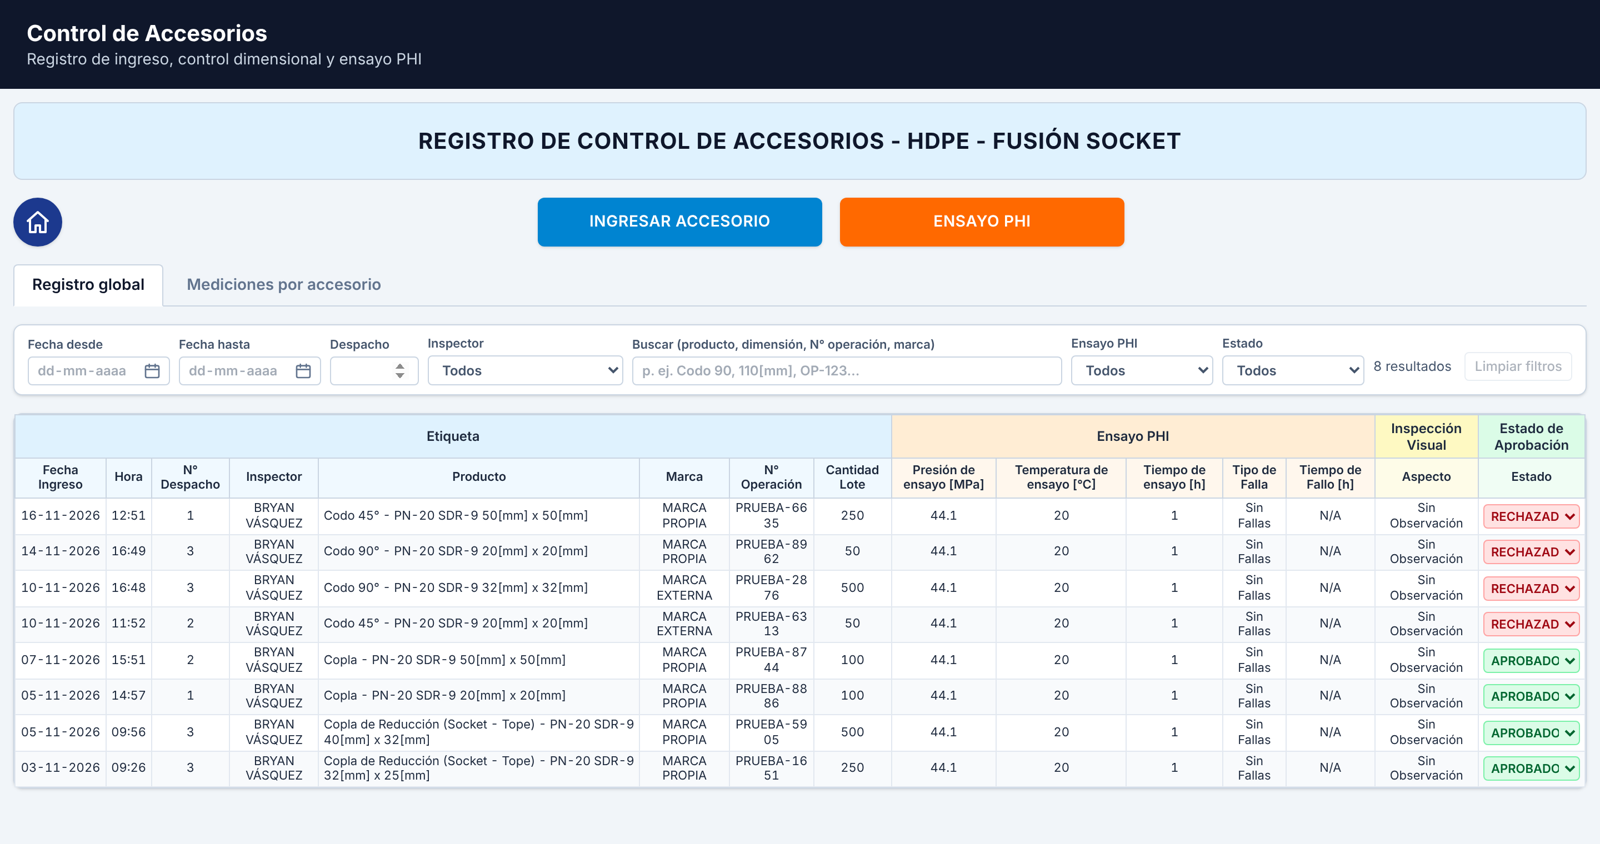 Control de Accesorios
Registro de ingreso, control dimensional y ensayo PHI
REGISTRO DE CONTROL DE ACCESORIOS - HDPE - FUSIÓN SOCKET
INGRESAR ACCESORIO
ENSAYO PHI
Registro global
Mediciones por accesorio
Fecha desde
Fecha hasta
Despacho
Inspector
Buscar (producto, dimensión, N° operación, marca)
Ensayo PHI
Estado
dd-mm-aaaa
dd-mm-aaaa
Todos
p. ej. Codo 90, 110[mm], OP-123...
Todos
Todos
8 resultados
Limpiar filtros
Etiqueta
Ensayo PHI
Inspección Visual
Estado de Aprobación
Fecha Ingreso
Hora
N° Despacho
Inspector
Producto
Marca
N° Operación
Cantidad Lote
Presión de ensayo [MPa]
Temperatura de ensayo [°C]
Tiempo de ensayo [h]
Tipo de Falla
Tiempo de Fallo [h]
Aspecto
Estado
16-11-2026 12:51 1 BRYAN VÁSQUEZ Codo 45° - PN-20 SDR-9 50[mm] x 50[mm] MARCA PROPIA PRUEBA-6635 250 44.1 20 1 Sin Fallas N/A Sin Observación RECHAZAD
14-11-2026 16:49 3 BRYAN VÁSQUEZ Codo 90° - PN-20 SDR-9 20[mm] x 20[mm] MARCA PROPIA PRUEBA-8962 50 44.1 20 1 Sin Fallas N/A Sin Observación RECHAZAD
10-11-2026 16:48 3 BRYAN VÁSQUEZ Codo 90° - PN-20 SDR-9 32[mm] x 32[mm] MARCA EXTERNA PRUEBA-2876 500 44.1 20 1 Sin Fallas N/A Sin Observación RECHAZAD
10-11-2026 11:52 2 BRYAN VÁSQUEZ Codo 45° - PN-20 SDR-9 20[mm] x 20[mm] MARCA EXTERNA PRUEBA-6313 50 44.1 20 1 Sin Fallas N/A Sin Observación RECHAZAD
07-11-2026 15:51 2 BRYAN VÁSQUEZ Copla - PN-20 SDR-9 50[mm] x 50[mm] MARCA PROPIA PRUEBA-8744 100 44.1 20 1 Sin Fallas N/A Sin Observación APROBADO
05-11-2026 14:57 1 BRYAN VÁSQUEZ Copla - PN-20 SDR-9 20[mm] x 20[mm] MARCA PROPIA PRUEBA-8886 100 44.1 20 1 Sin Fallas N/A Sin Observación APROBADO
05-11-2026 09:56 3 BRYAN VÁSQUEZ Copla de Reducción (Socket - Tope) - PN-20 SDR-9 40[mm] x 32[mm] MARCA PROPIA PRUEBA-5905 500 44.1 20 1 Sin Fallas N/A Sin Observación APROBADO
03-11-2026 09:26 3 BRYAN VÁSQUEZ Copla de Reducción (Socket - Tope) - PN-20 SDR-9 32[mm] x 25[mm] MARCA PROPIA PRUEBA-1651 250 44.1 20 1 Sin Fallas N/A Sin Observación APROBADO